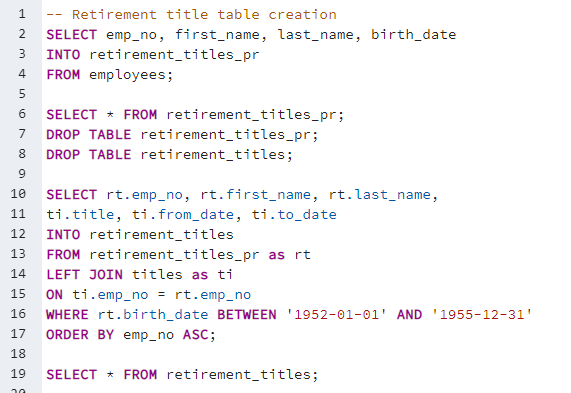 1 -- Retirement title table creation
2 SELECT emp_no, first_name, last_name, birth_date
3 INTO retirement_titles_pr
4 FROM employees;
5
6 SELECT * FROM retirement_titles_pr;
7 DROP TABLE retirement_titles_pr;
8 DROP TABLE retirement_titles;
9
10 SELECT rt.emp_no, rt.first_name, rt.last_name,
11 ti.title, ti.from_date, ti.to_date
12 INTO retirement_titles
13 FROM retirement_titles_pr as rt
14 LEFT JOIN titles as ti
15 ON ti.emp_no = rt.emp_no
16 WHERE rt.birth_date BETWEEN '1952-01-01' AND '1955-12-31'
17 ORDER BY emp_no ASC;
18
19 SELECT * FROM retirement_titles;